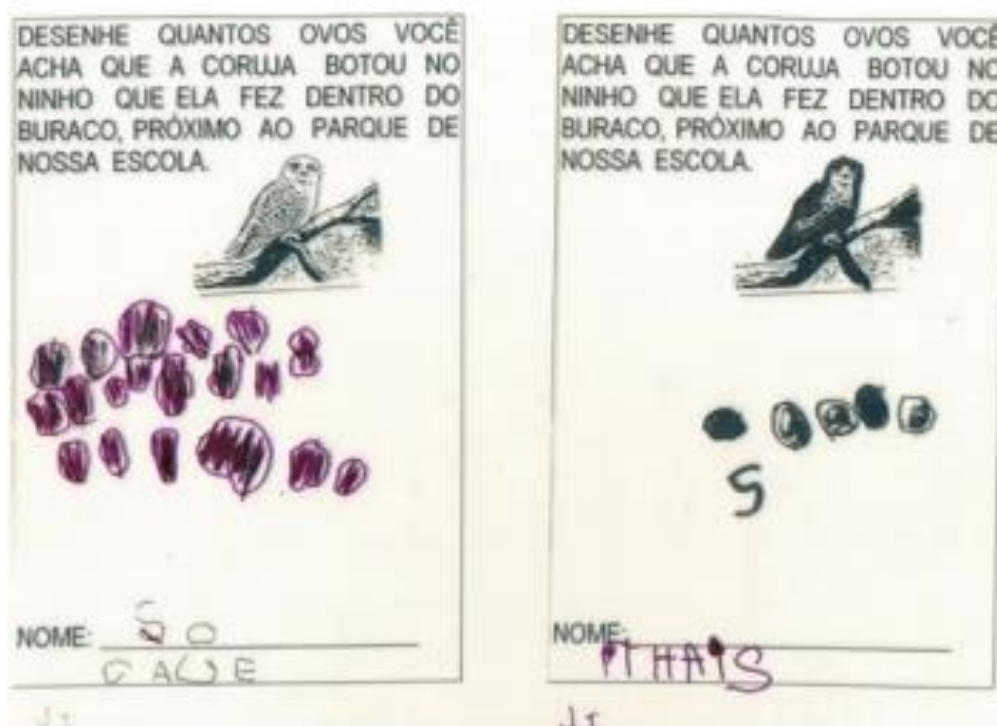 DESENHE QUANTOS OVOS VOCÊ
ACHA QUE A CORUJA BOTOU NO
NINHO QUE ELA FEZ DENTRO DO
BURACO, PRÓXIMO AO PARQUE DE
NOSSA ESCOLA.
NOME:
DESENHE QUANTOS OVOS VOCÊ
ACHA QUE A CORUJA BOTOU NO
NINHO QUE ELA FEZ DENTRO DO
BURACO, PRÓXIMO AO PARQUE DE
NOSSA ESCOLA.
5
NOME:
THAIS